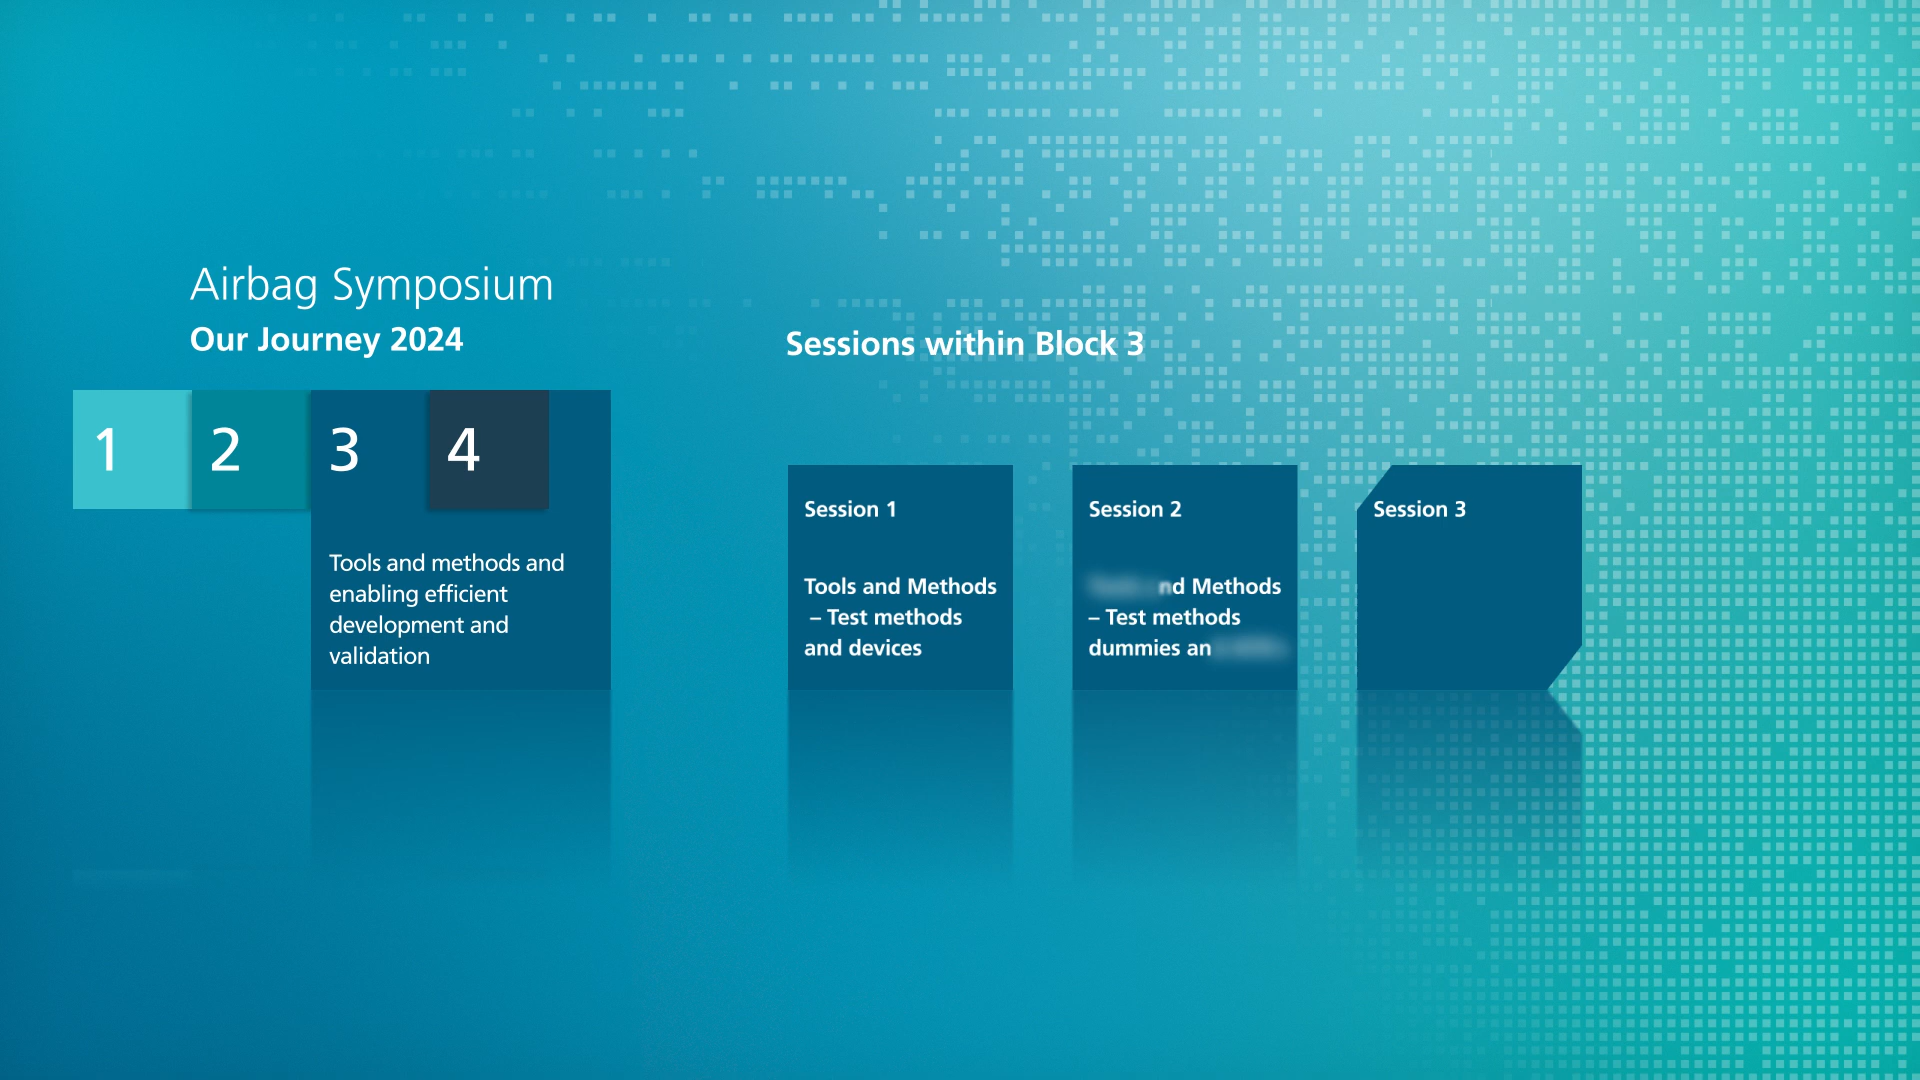 Airbag Symposium
Our Journey 2024
1 2 3 4
Tools and methods and
enabling efficient
development and
validation
Sessions within Block 3
Session 1
Tools and Methods
– Test methods
and devices
Session 2
Methods
– Test methods
dummies
Session 3